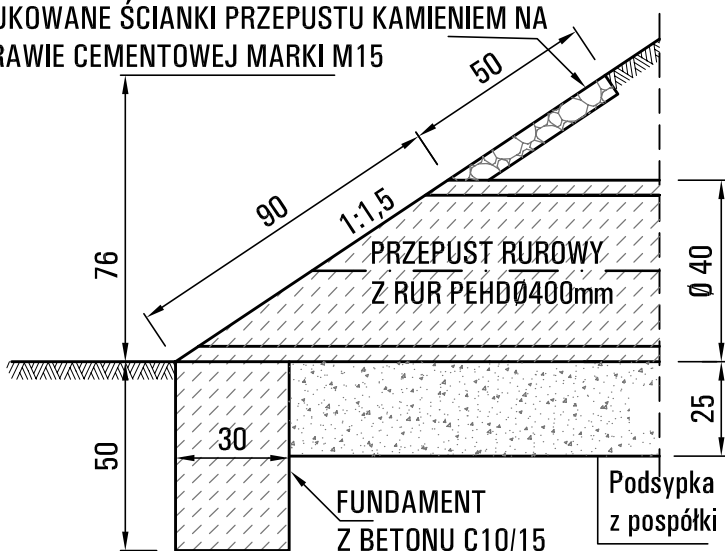 UKOWANE ŚCIANKI PRZEPUSTU KAMIENIEM NA
RAWIE CEMENTOWEJ MARKI M15
50
90
1:1,5
76
PRZEPUST RUROWY
Z RUR PEHDØ400mm
Ø 40
25
50
30
FUNDAMENT
Z BETONU C10/15
Podsypka
z pospółki